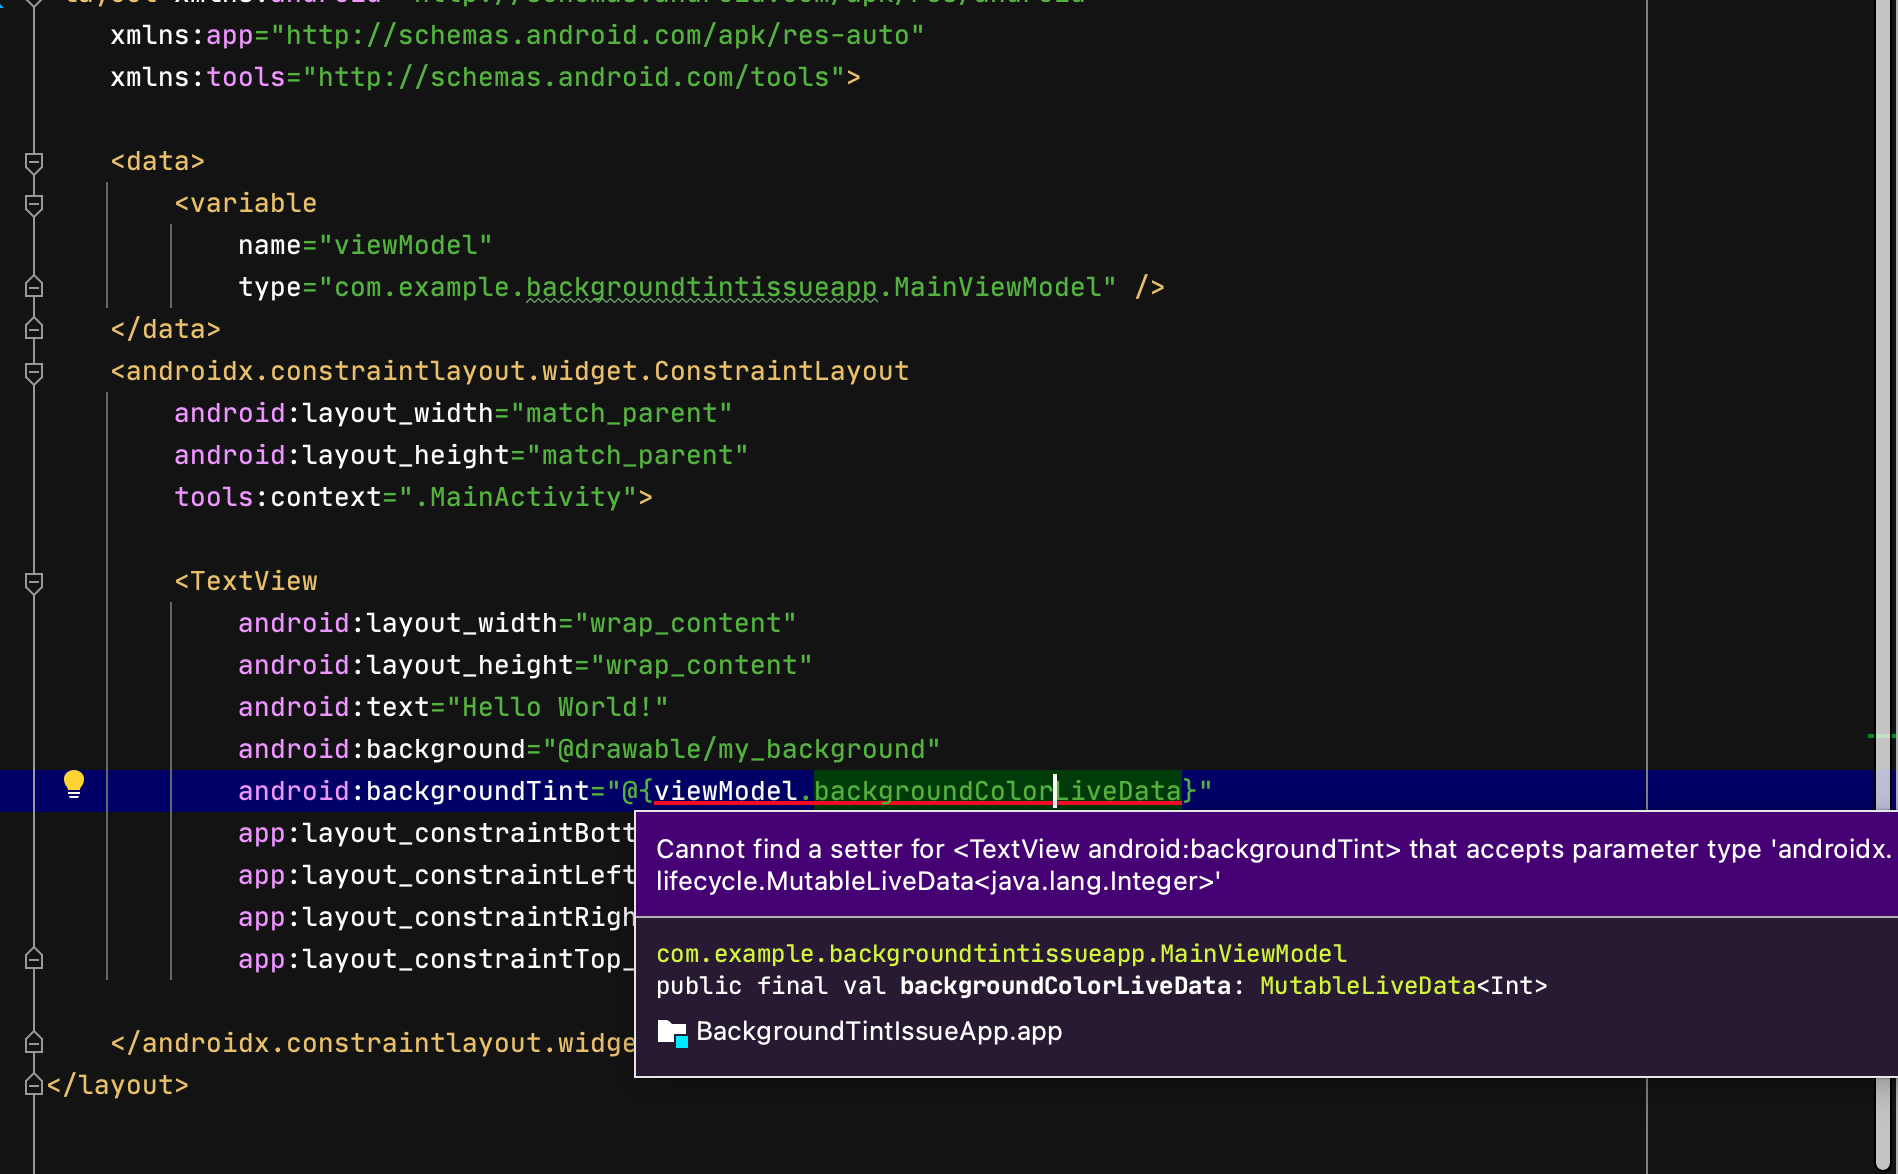 layout xmlns:android="http://schemas.android.com/apk/res/android"
xmlns:app="http://schemas.android.com/apk/res-auto"
xmlns:tools="http://schemas.android.com/tools">
<data>
<variable
name="viewModel"
type="com.example.backgroundtintissueapp.MainViewModel" />
</data>
<androidx.constraintlayout.widget.ConstraintLayout
android:layout_width="match_parent"
android:layout_height="match_parent"
tools:context=".MainActivity">
<TextView
android:layout_width="wrap_content"
android:layout_height="wrap_content"
android:text="Hello World!"
android:background="@drawable/my_background"
android:backgroundTint="@{viewModel.backgroundColorLiveData}"
app:layout_constraintBott
app:layout_constraintLeft
app:layout_constraintRigh
app:layout_constraintTop_
</androidx.constraintlayout.widge
</layout>
Cannot find a setter for <TextView android:backgroundTint> that accepts parameter type 'androidx.
lifecycle.MutableLiveData<java.lang.Integer>'
com.example.backgroundtintissueapp.MainViewModel
public final val backgroundColorLiveData: MutableLiveData<Int>
BackgroundTintIssueApp.app